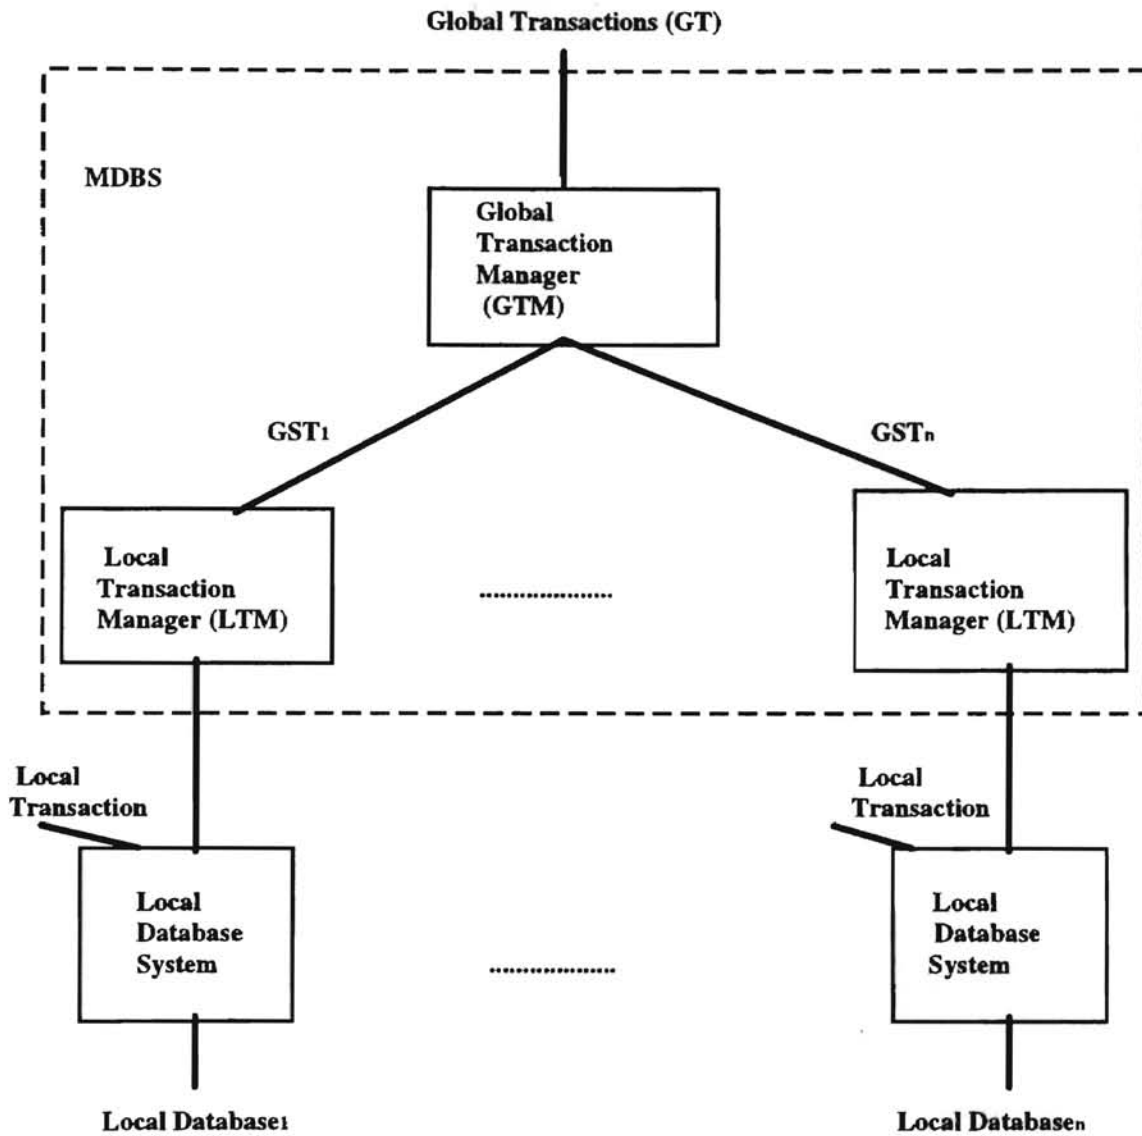 Global Transactions (GT)
MDBS
Global
Transaction
Manager
(GTM)
GST1
GSTn
Local
Transaction
Manager (LTM)
Local
Transaction
Manager (LTM)
Local
Transaction
Local
Transaction
Local
Database
System
Local
Database
System
Local Database1
Local Databasen